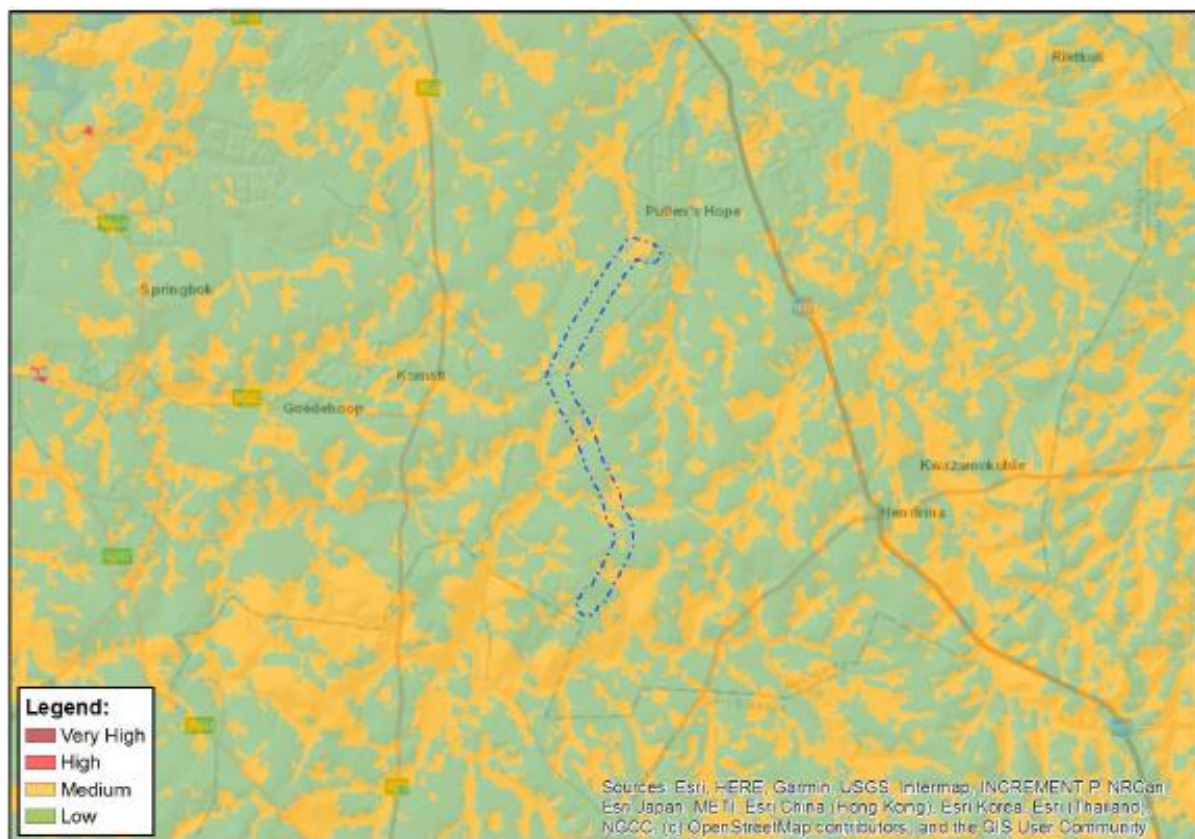 Rietkuil
Pullen's Hope
Springbok
Komati
Goedehoop
Kwazamokuhle
Hendrina
Legend:
Very High
High
Medium
Low
Sources: Esri, HERE, Garmin, USGS, Intermap, INCREMENT P, NRCan,
Esri Japan, METI, Esri China (Hong Kong), Esri Korea, Esri (Thailand),
NGCC, (c) OpenStreetMap contributors, and the GIS User Community